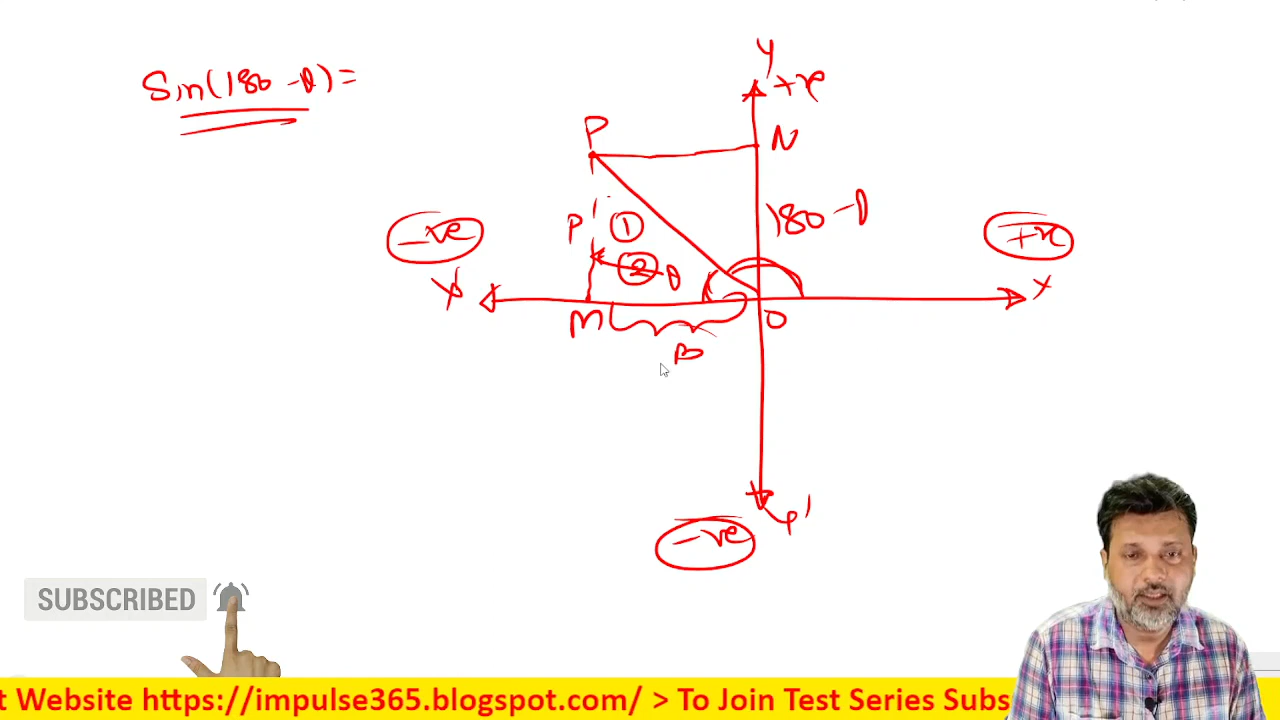 Sin(180 - θ) =
y
+ve
P
N
180 - θ
P'
①
-ve
+ve
② θ
x'
x
M
O
B
y'
-ve
SUBSCRIBED
t Website https://impulse365.blogspot.com/ > To Join Test Series Subs